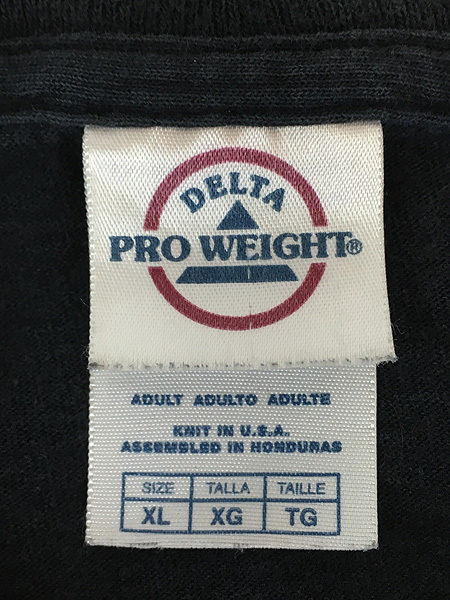 DELTA
PRO WEIGHT®
ADULT ADULTO ADULTE
KNIT IN U.S.A.
ASSEMBLED IN HONDURAS
SIZE TALLA TAILLE
XL XG TG